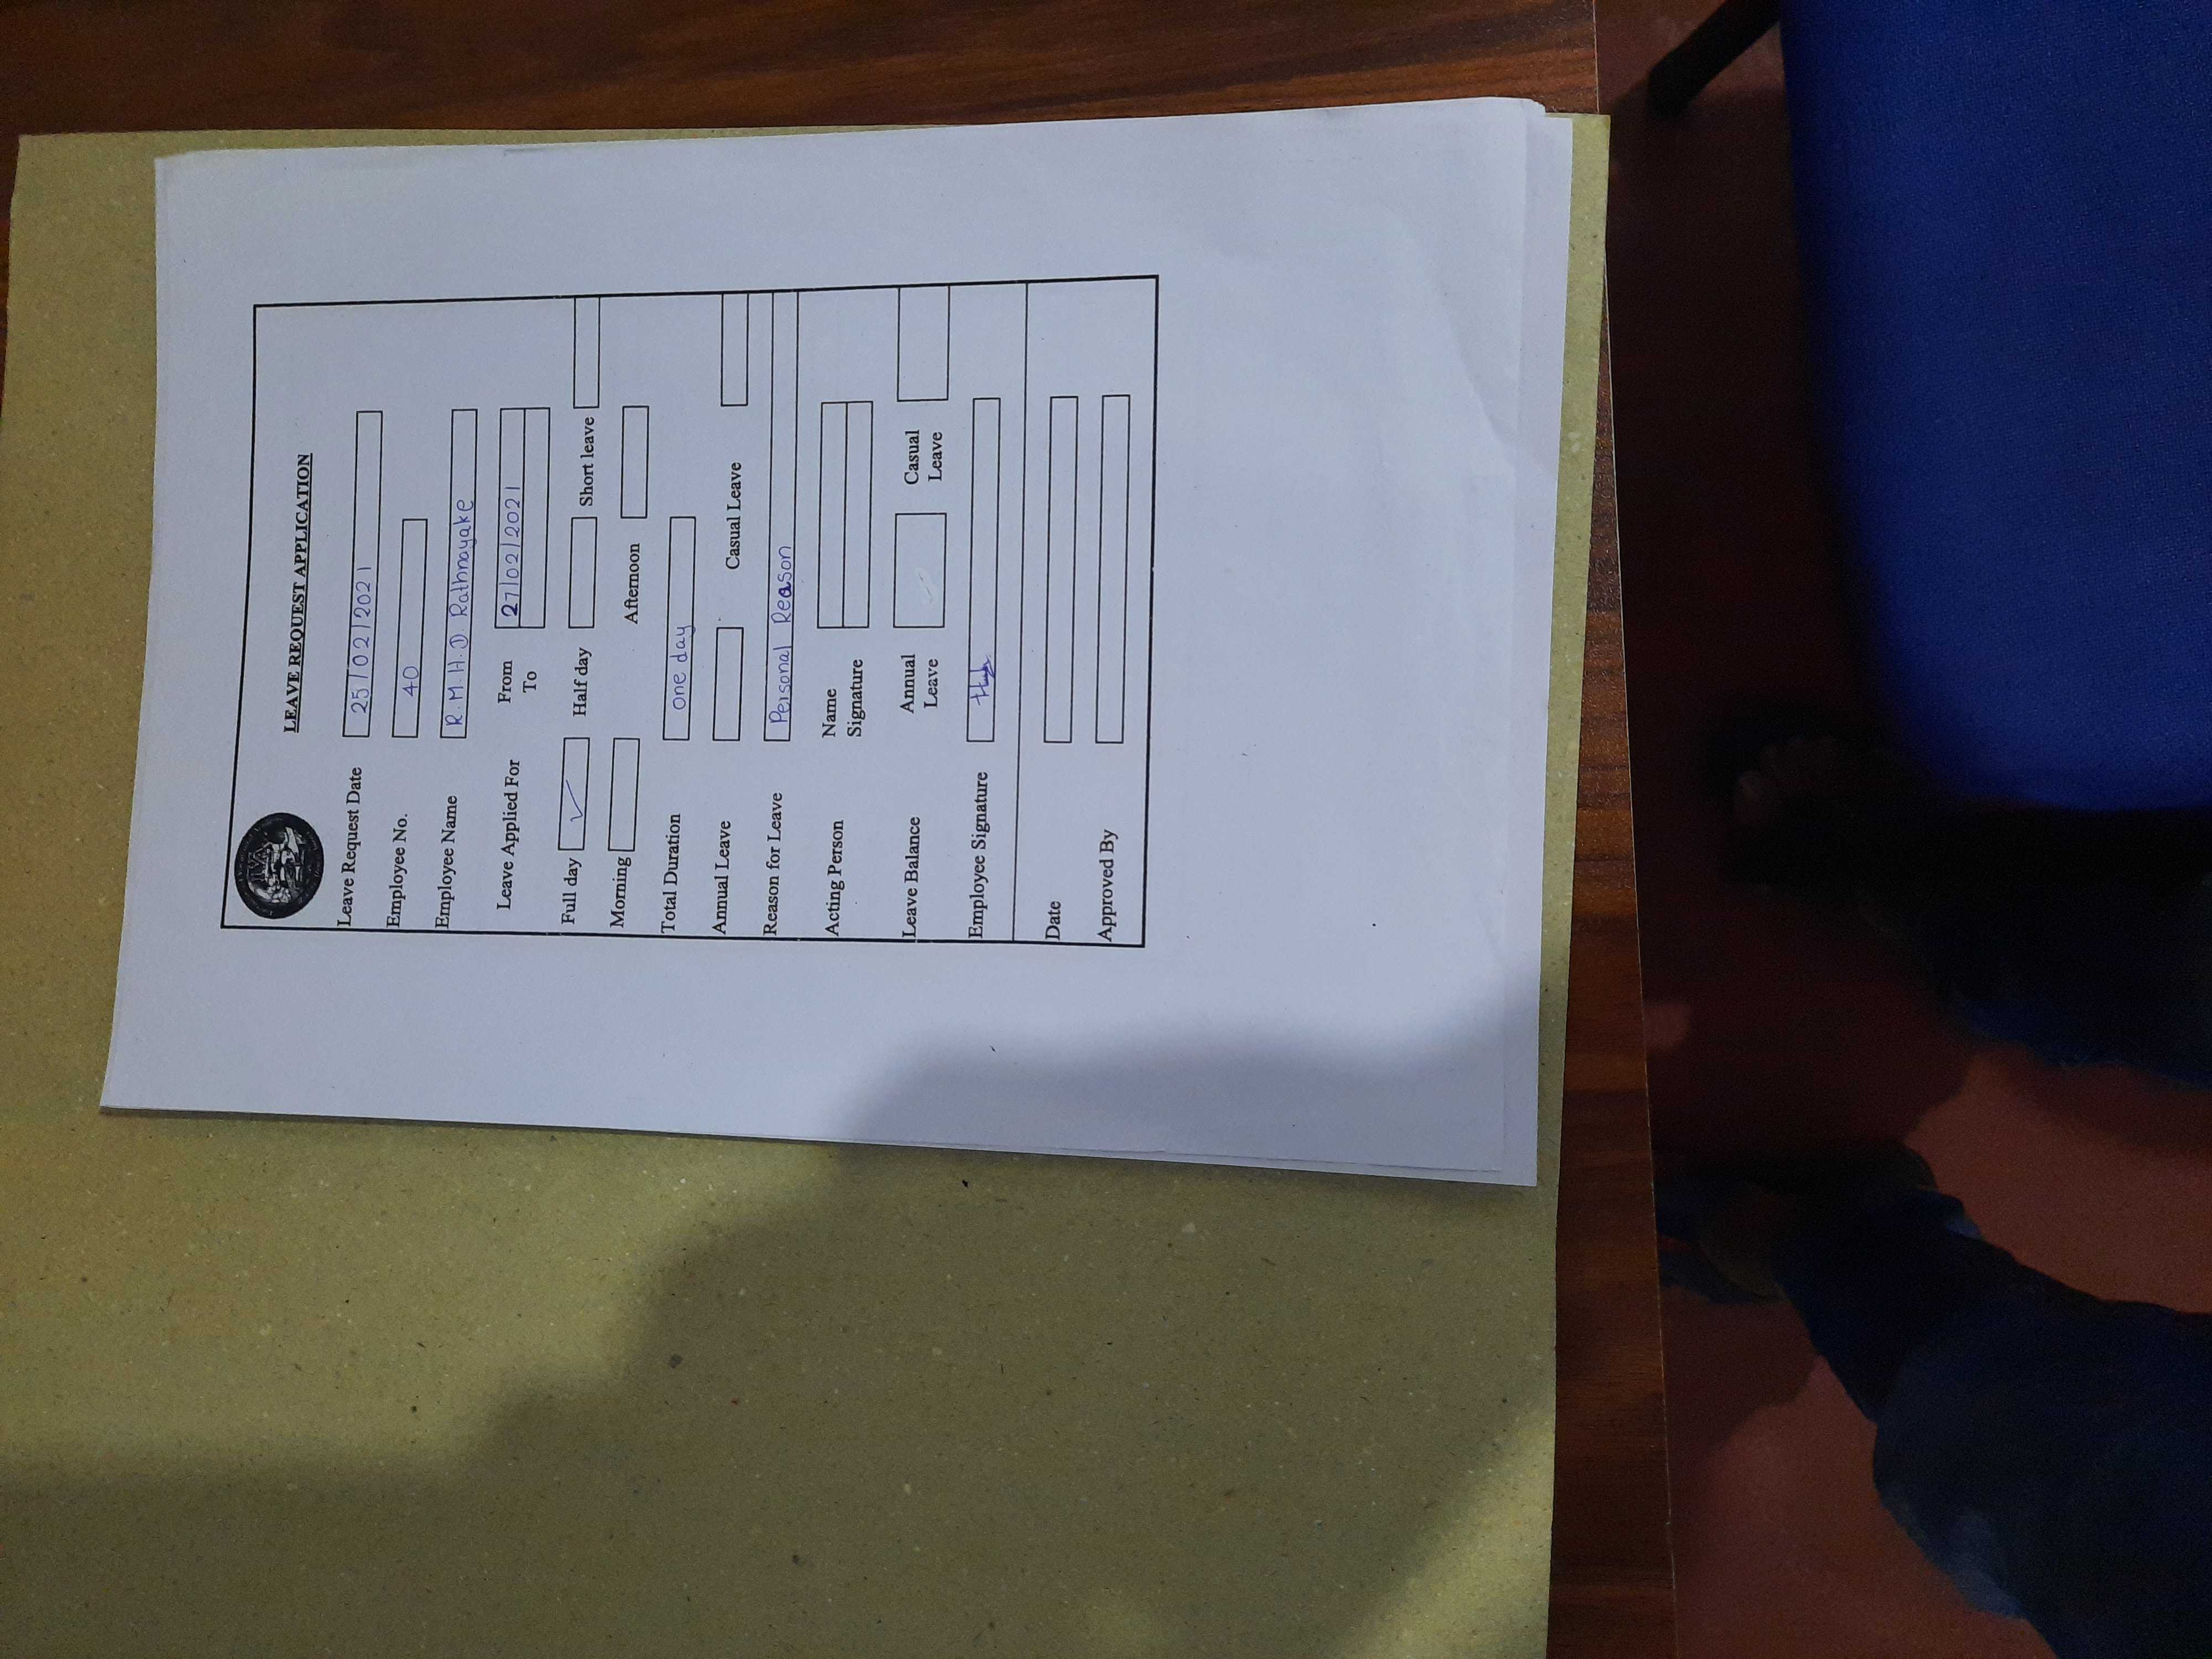 LEAVE REQUEST APPLICATION
Leave Request Date 25/02/2021
Employee No. 40
Employee Name R.M.H.D Rathnayake
Leave Applied For From 27/02/2021
To
Full day ✓ Half day Short leave
Morning Afternoon
Total Duration one day
Annual Leave Casual Leave
Reason for Leave Personal Reason
Acting Person Name
Signature
Leave Balance Annual Leave Casual Leave
Employee Signature
Date
Approved By